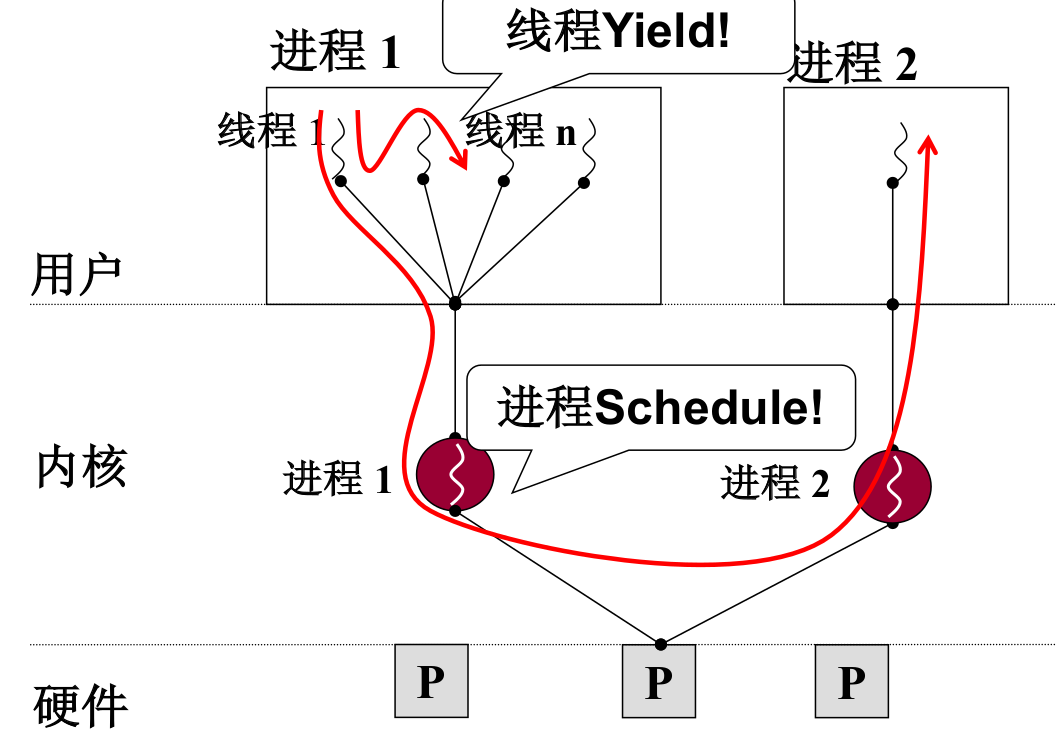 线程Yield!
进程 1
进程 2
线程 1
线程 n
用户
进程Schedule!
内核
进程 1
进程 2
硬件
P
P
P